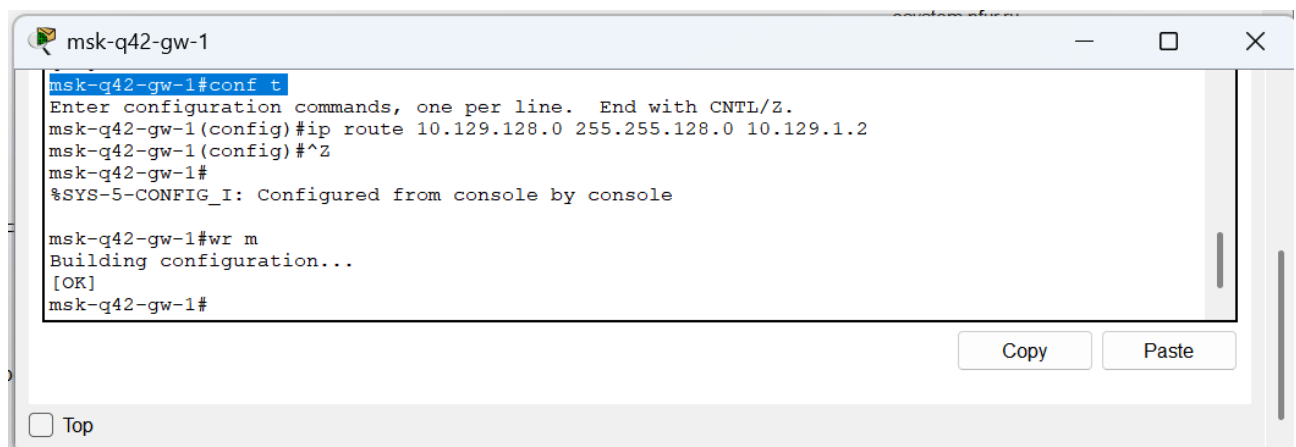 msk-q42-gw-1
msk-q42-gw-1#conf t
Enter configuration commands, one per line.  End with CNTL/Z.
msk-q42-gw-1(config)#ip route 10.129.128.0 255.255.128.0 10.129.1.2
msk-q42-gw-1(config)#^Z
msk-q42-gw-1#
%SYS-5-CONFIG_I: Configured from console by console
msk-q42-gw-1#wr m
Building configuration...
[OK]
msk-q42-gw-1#
Copy
Paste
Top